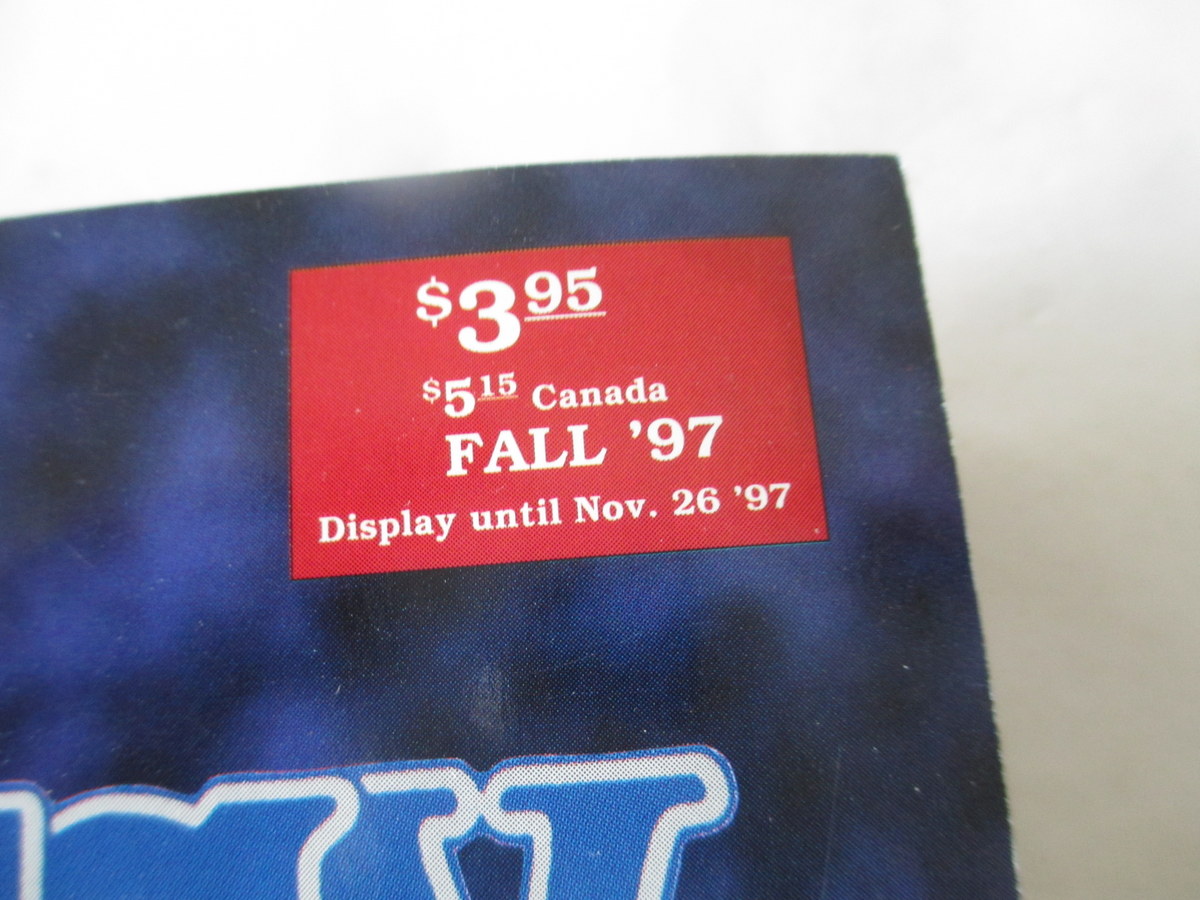 $3.95
$5.15 Canada
FALL '97
Display until Nov. 26 '97